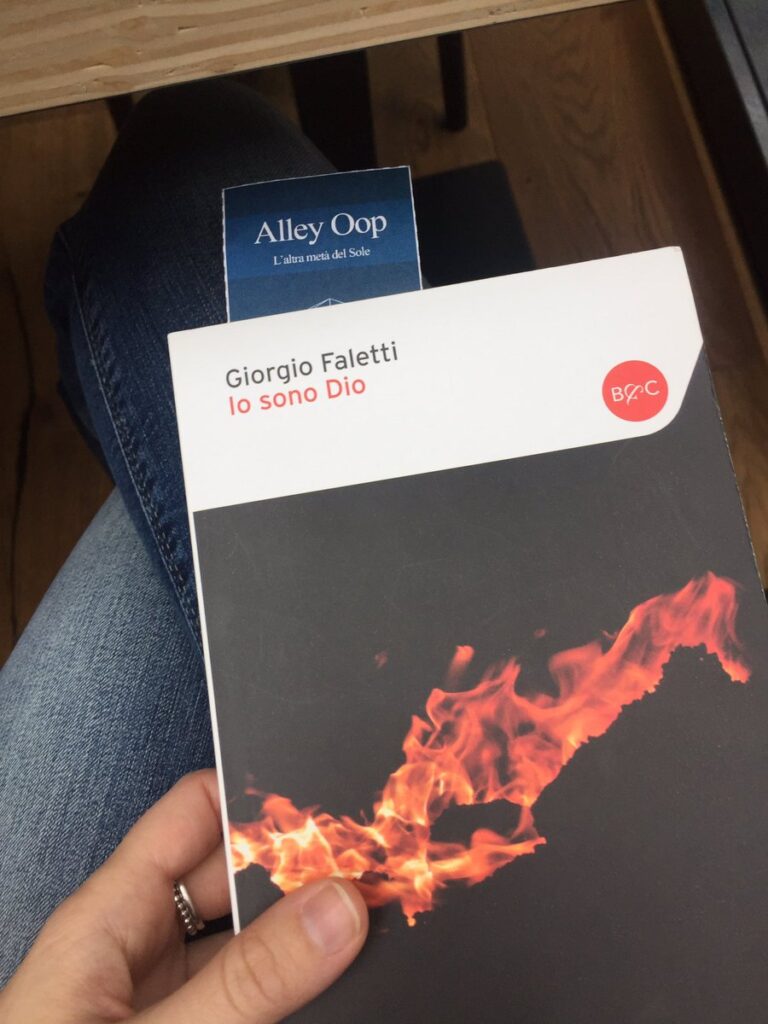 Alley Oop
L'altra metà del Sole
Giorgio Faletti
Io sono Dio
B&C